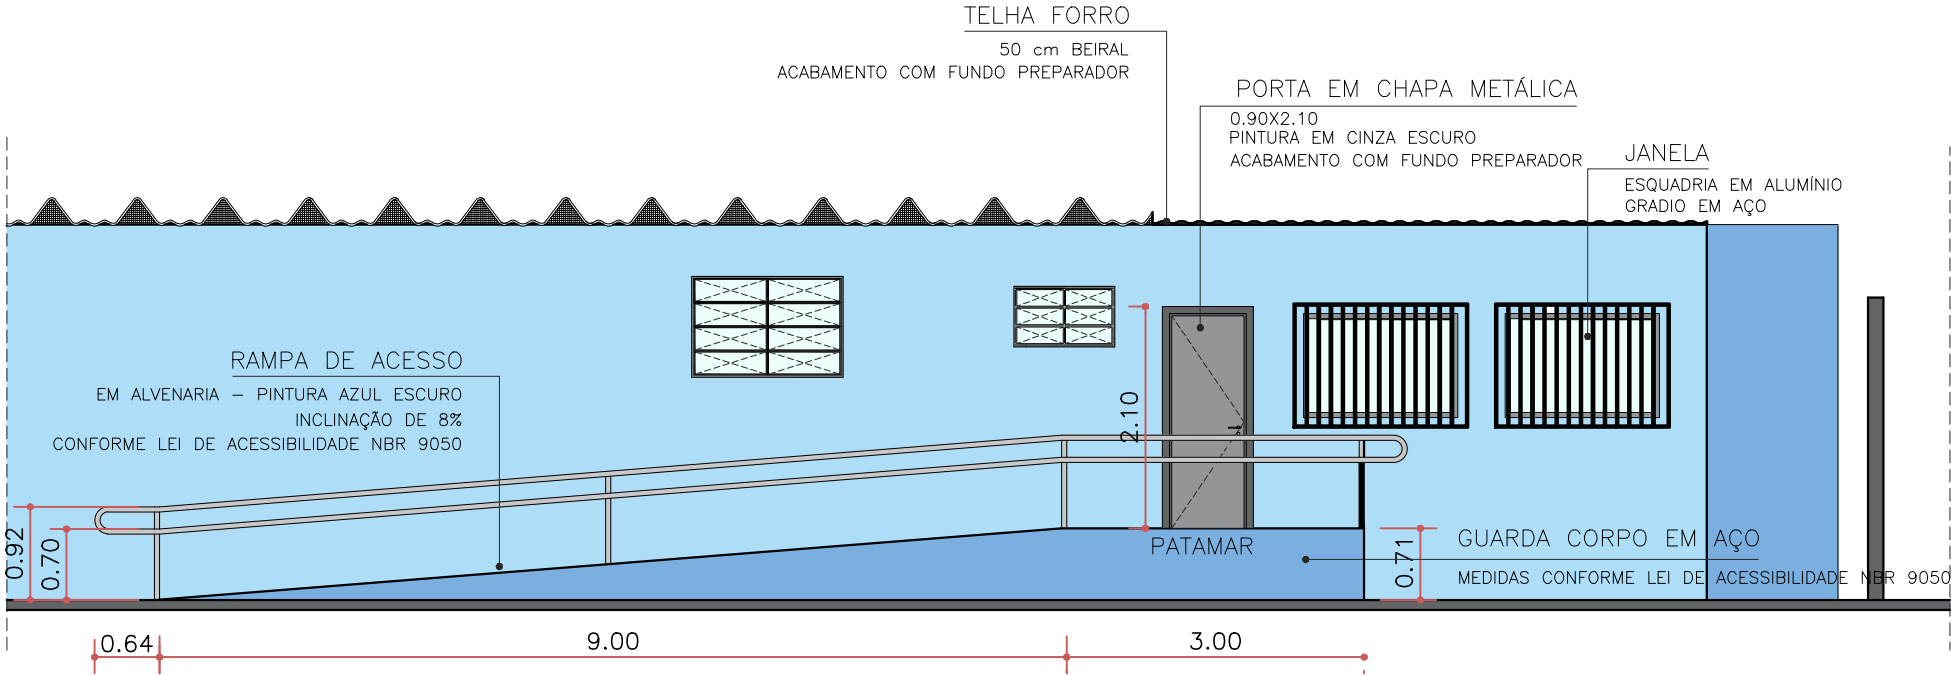 TELHA FORRO
50 cm BEIRAL
ACABAMENTO COM FUNDO PREPARADOR
PORTA EM CHAPA METÁLICA
0.90X2.10
PINTURA EM CINZA ESCURO
ACABAMENTO COM FUNDO PREPARADOR
JANELA
ESQUADRIA EM ALUMÍNIO
GRADIO EM AÇO
RAMPA DE ACESSO
EM ALVENARIA – PINTURA AZUL ESCURO
INCLINAÇÃO DE 8%
CONFORME LEI DE ACESSIBILIDADE NBR 9050
2.10
0.92
0.70
PATAMAR
0.71
GUARDA CORPO EM AÇO
MEDIDAS CONFORME LEI DE ACESSIBILIDADE NBR 9050
0.64
9.00
3.00